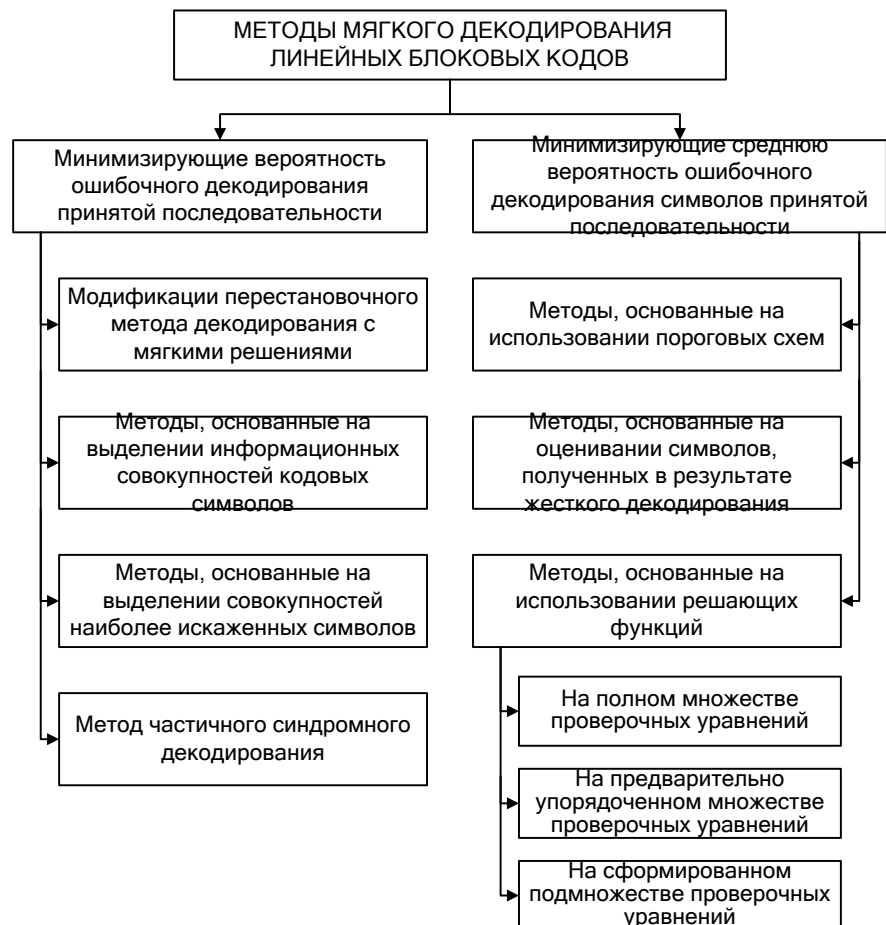 МЕТОДЫ МЯГКОГО ДЕКОДИРОВАНИЯ
ЛИНЕЙНЫХ БЛОКОВЫХ КОДОВ
Минимизирующие вероятность
ошибочного декодирования
принятой последовательности
Минимизирующие среднюю
вероятность ошибочного
декодирования символов принятой
последовательности
Модификации перестановочного
метода декодирования с
мягкими решениями
Методы, основанные на
использовании пороговых схем
Методы, основанные на
выделении информационных
совокупностей кодовых
символов
Методы, основанные на
оценивании символов,
полученных в результате
жесткого декодирования
Методы, основанные на
выделении совокупностей
наиболее искаженных символов
Методы, основанные на
использовании решающих
функций
Метод частичного синдромного
декодирования
На полном множестве
проверочных уравнений
На предварительно
упорядоченном множестве
проверочных уравнений
На сформированном
подмножестве проверочных
уравнений